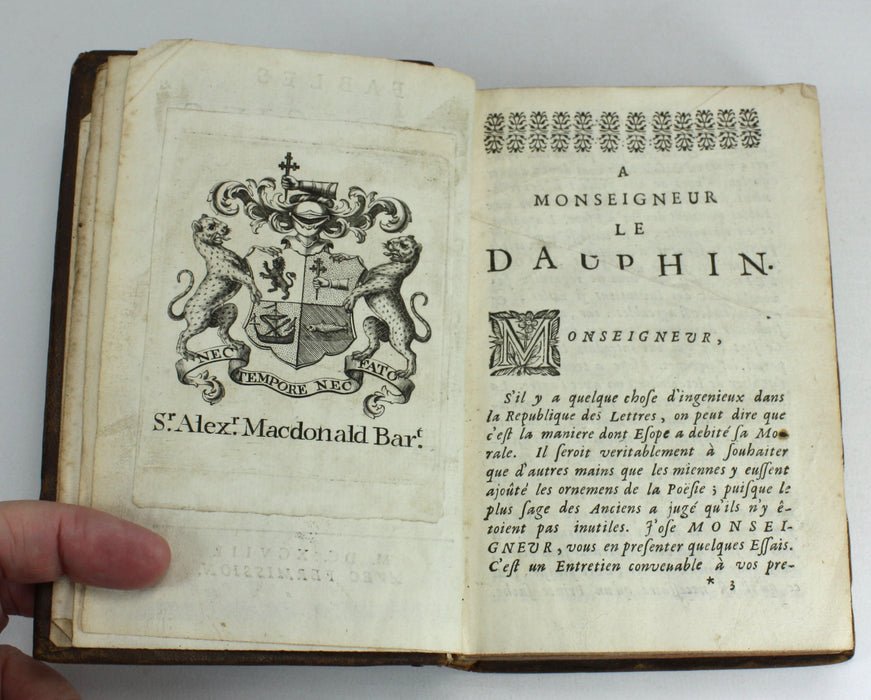 FABLES
NEC
TEMPORE NEC
FATO
Sr. Alexr. Macdonald Bart.
AVEC PERMISSION.
A
MONSEIGNEUR
LE
DAUPHIN.
MONSEIGNEUR,
S'il y a quelque choſe d'ingenieux dans
la Republique des Lettres, on peut dire que
c'eſt la maniere dont Eſope a debité ſa Mo-
rale. Il ſeroit veritablement à ſouhaiter
que d'autres mains que les miennes y euſſent
ajoûté les ornemens de la Poëſie; puiſque le
plus ſage des Anciens a jugé qu'ils n'y ê-
toient pas inutiles. J'oſe MONSEI-
GNEUR, vous en preſenter quelques Eſſais.
C'eſt un Entretien convenable à vos pre-
* 3